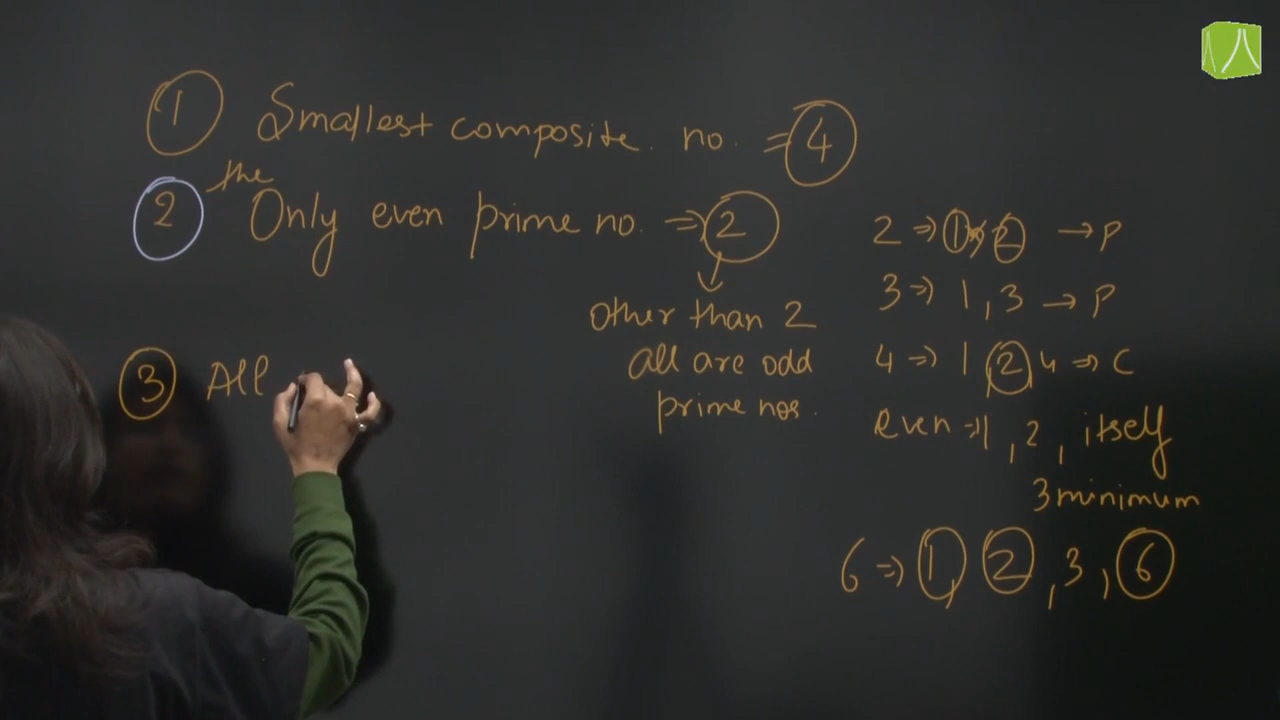 1 Smallest composite. no. = 4
2 the Only even prime no. => 2
other than 2
all are odd
prime nos.
3 All
2 => 1 x 2 → P
3 => 1, 3 → P
4 => 1, 2, 4 => C
even => 1, 2, itself
3 minimum
6 => 1, 2, 3, 6